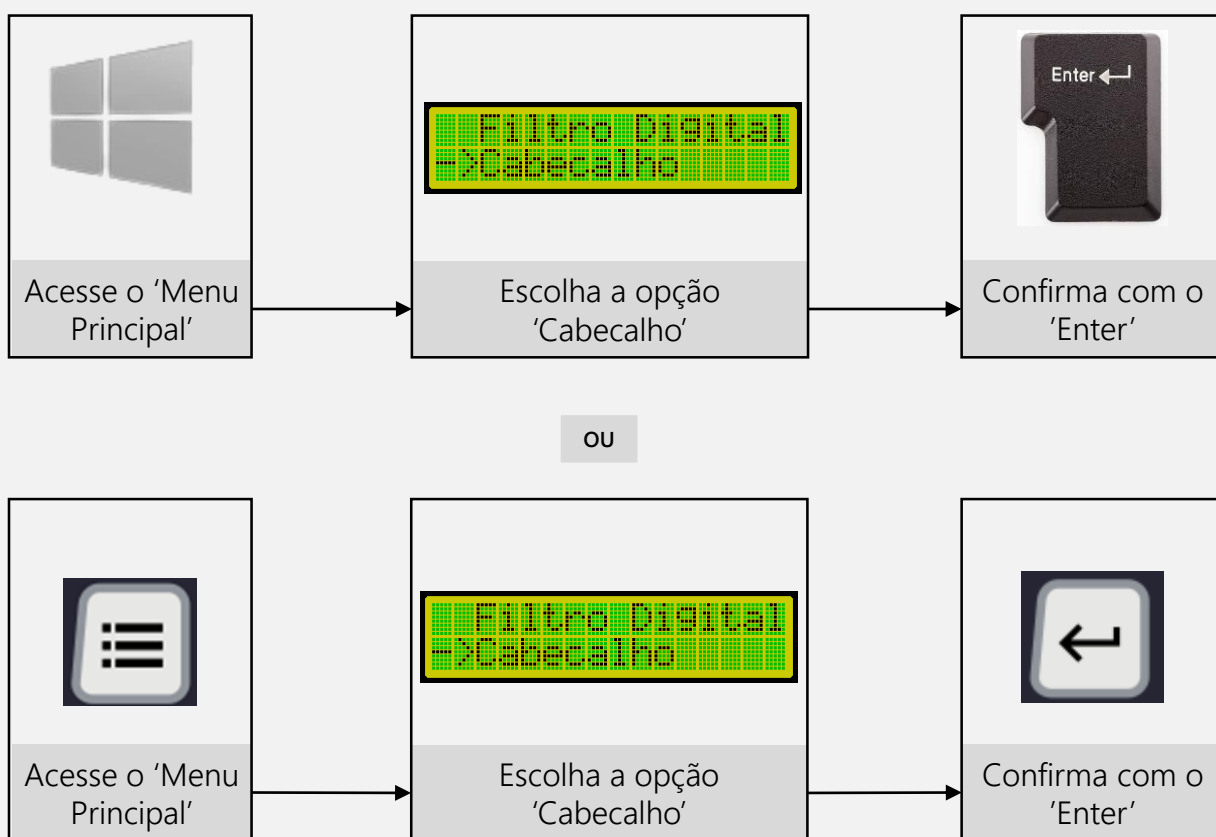 Enter
Filtro Digital
->Cabecalho
Acesse o ‘Menu
Principal’
Escolha a opção
‘Cabecalho’
Confirma com o
’Enter’
OU
Filtro Digital
->Cabecalho
Acesse o ‘Menu
Principal’
Escolha a opção
‘Cabecalho’
Confirma com o
’Enter’